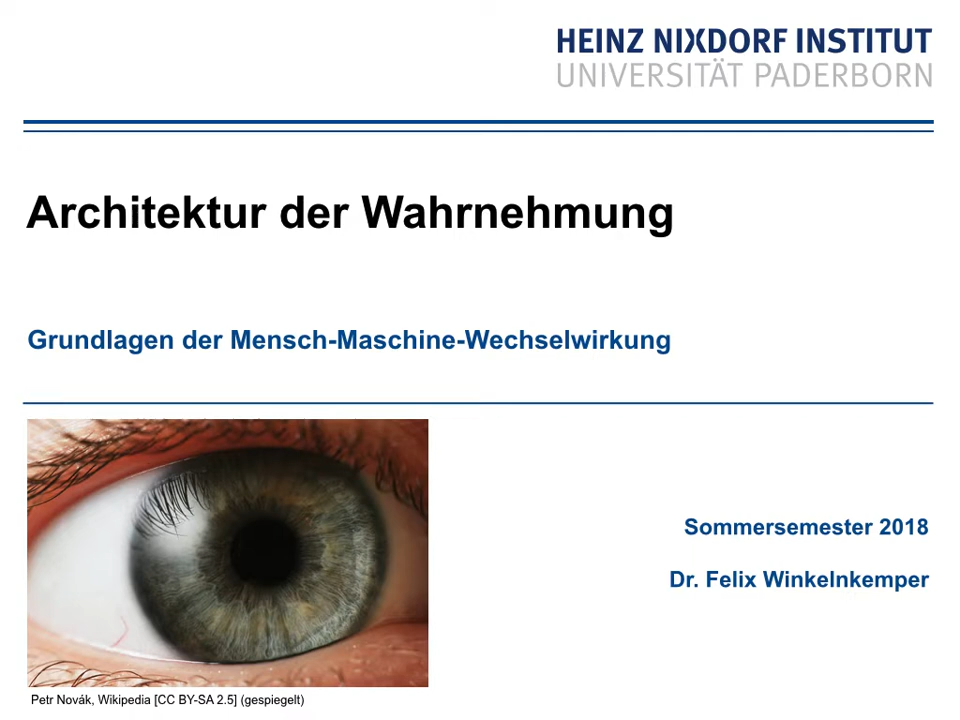 HEINZ NIXDORF INSTITUT
UNIVERSITÄT PADERBORN
Architektur der Wahrnehmung
Grundlagen der Mensch-Maschine-Wechselwirkung
Sommersemester 2018
Dr. Felix Winkelnkemper
Petr Novák, Wikipedia [CC BY-SA 2.5] (gespiegelt)